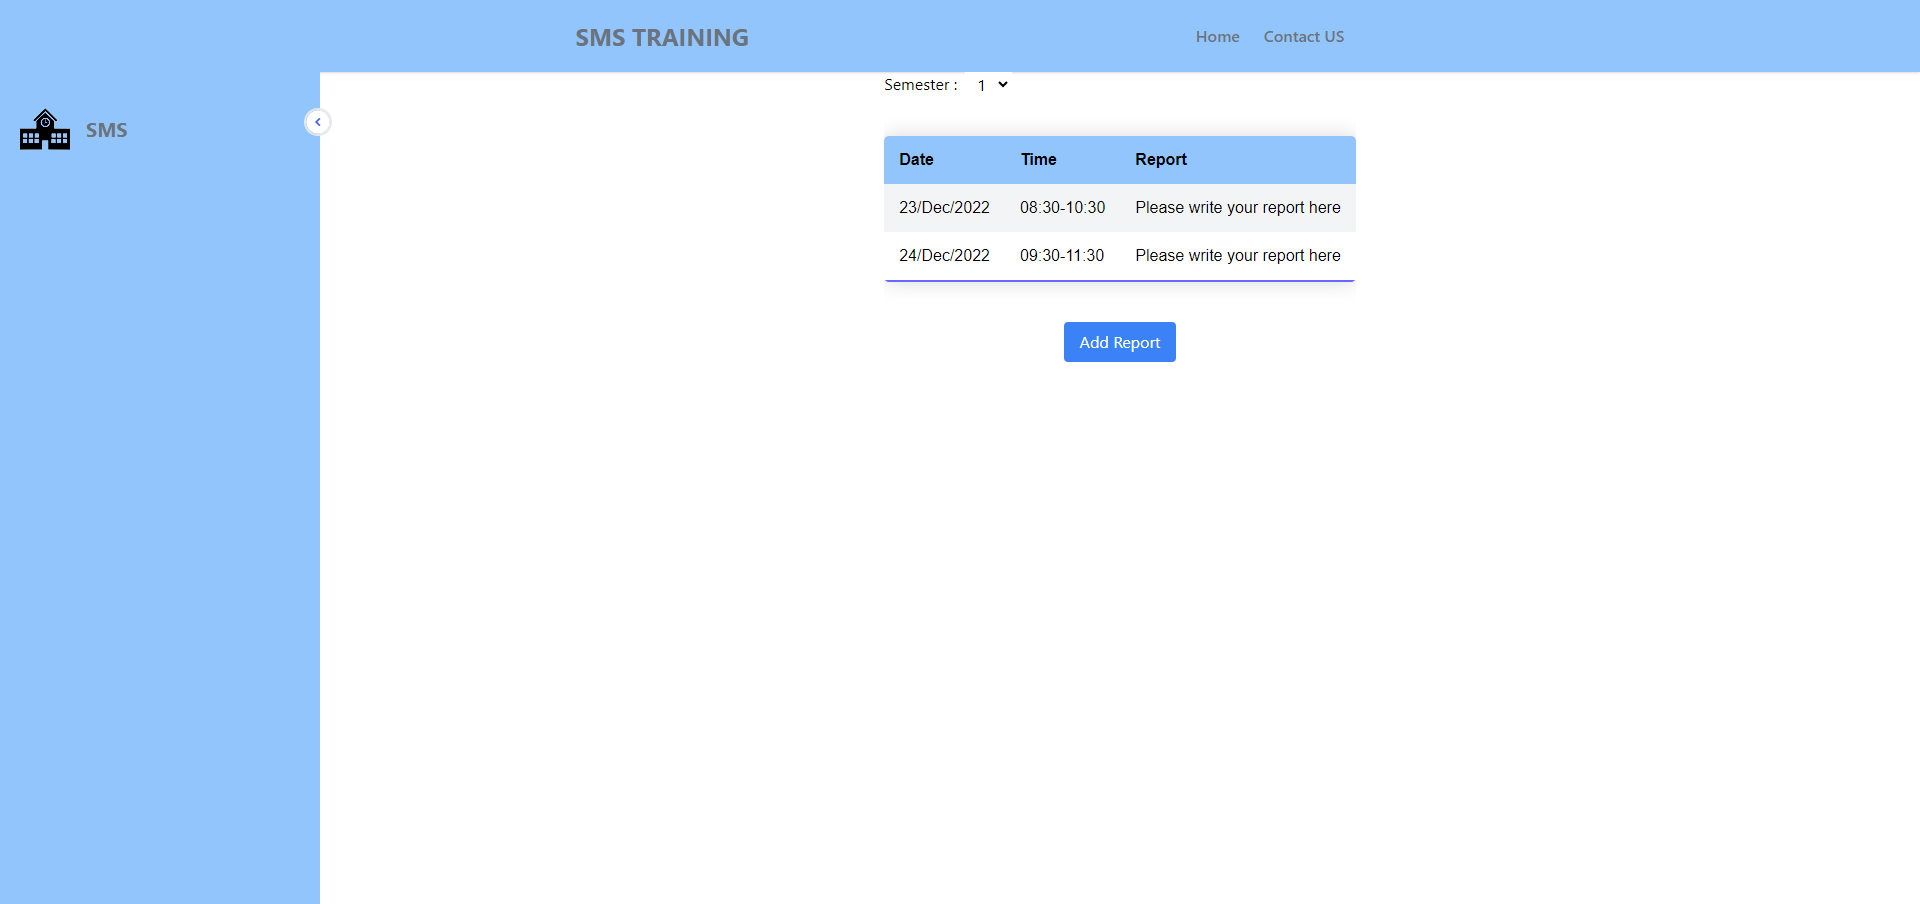 SMS TRAINING
Home Contact US
SMS
Semester : 1
Date Time Report
23/Dec/2022 08:30-10:30 Please write your report here
24/Dec/2022 09:30-11:30 Please write your report here
Add Report